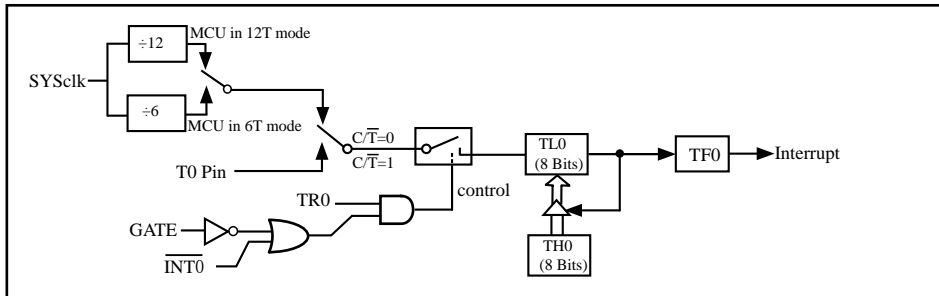 ÷12
MCU in 12T mode
SYSclk
÷6
MCU in 6T mode
C/T̅=0
C/T̅=1
T0 Pin
TR0
GATE
I̅N̅T̅0̅
control
TL0
(8 Bits)
TF0
Interrupt
TH0
(8 Bits)